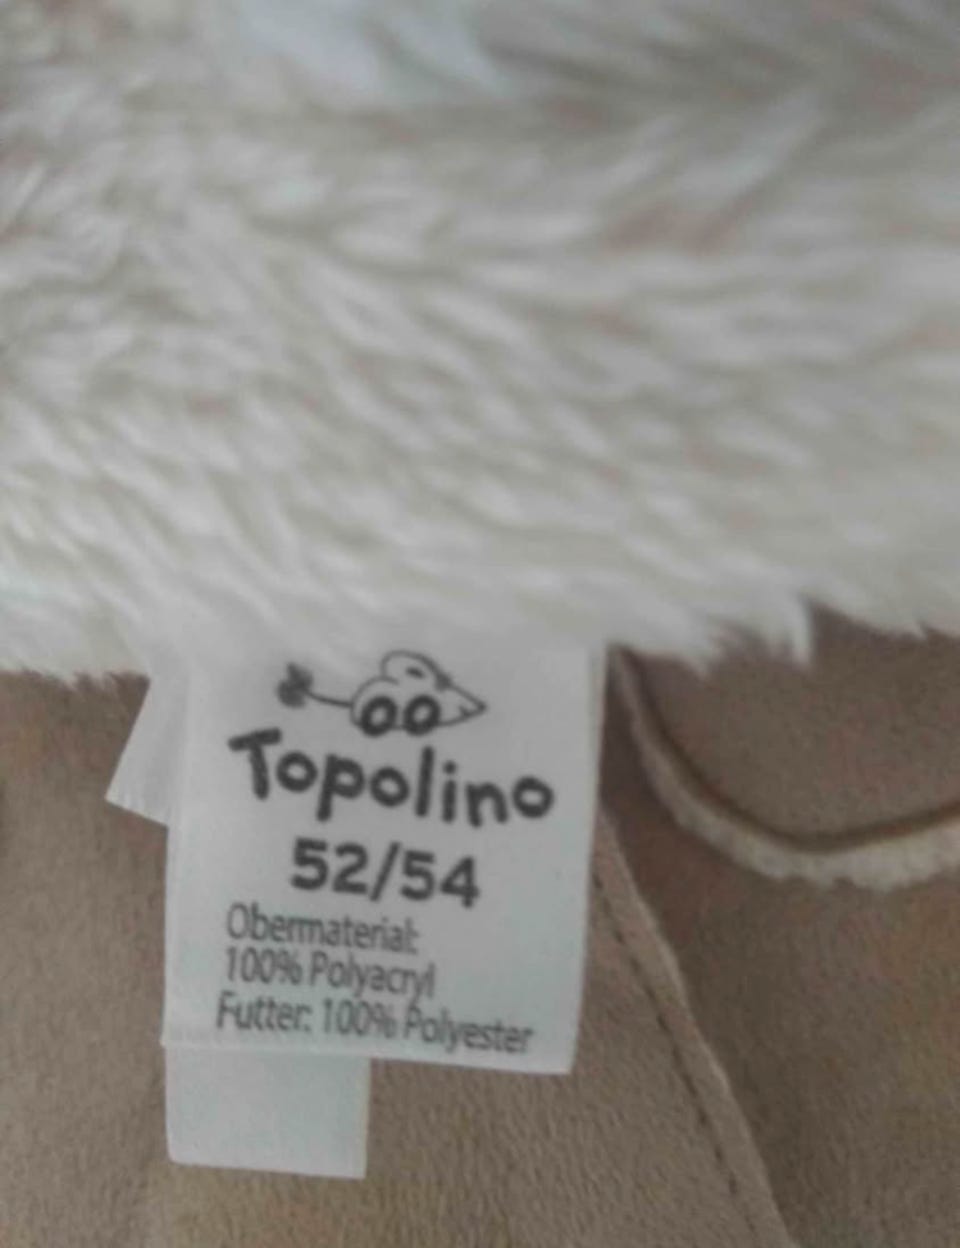 Topolino
52/54
Obermaterial:
100% Polyacryl
Futter: 100% Polyester